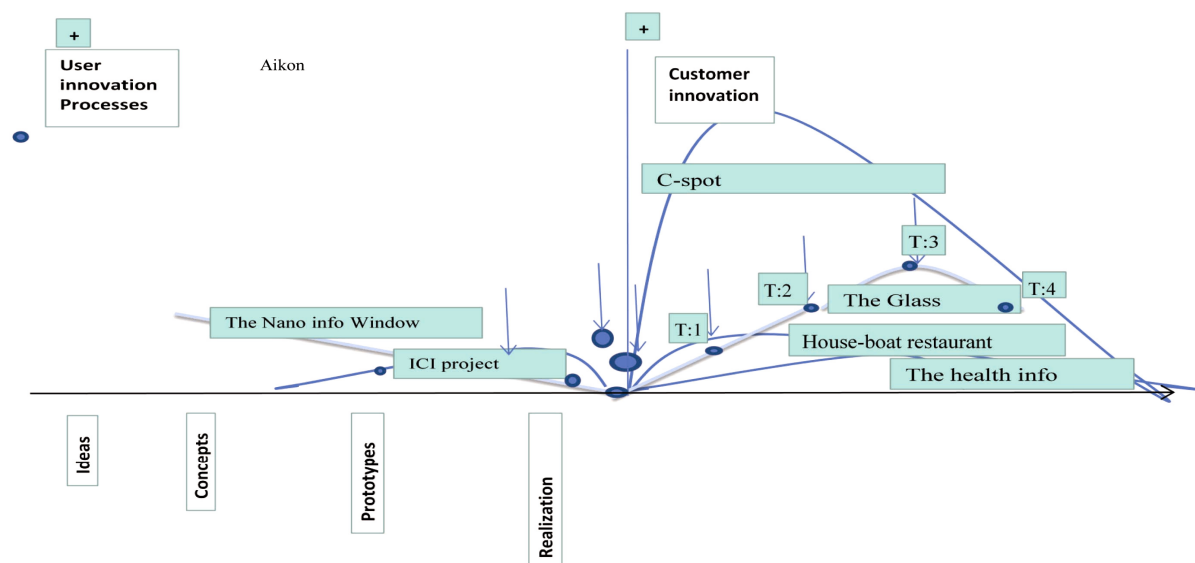 +
+
User
innovation
Processes
Aikon
Customer
innovation
C-spot
T:3
T:2
The Glass
T:4
The Nano info Window
T:1
House-boat restaurant
ICI project
The health info
Ideas
Concepts
Prototypes
Realization